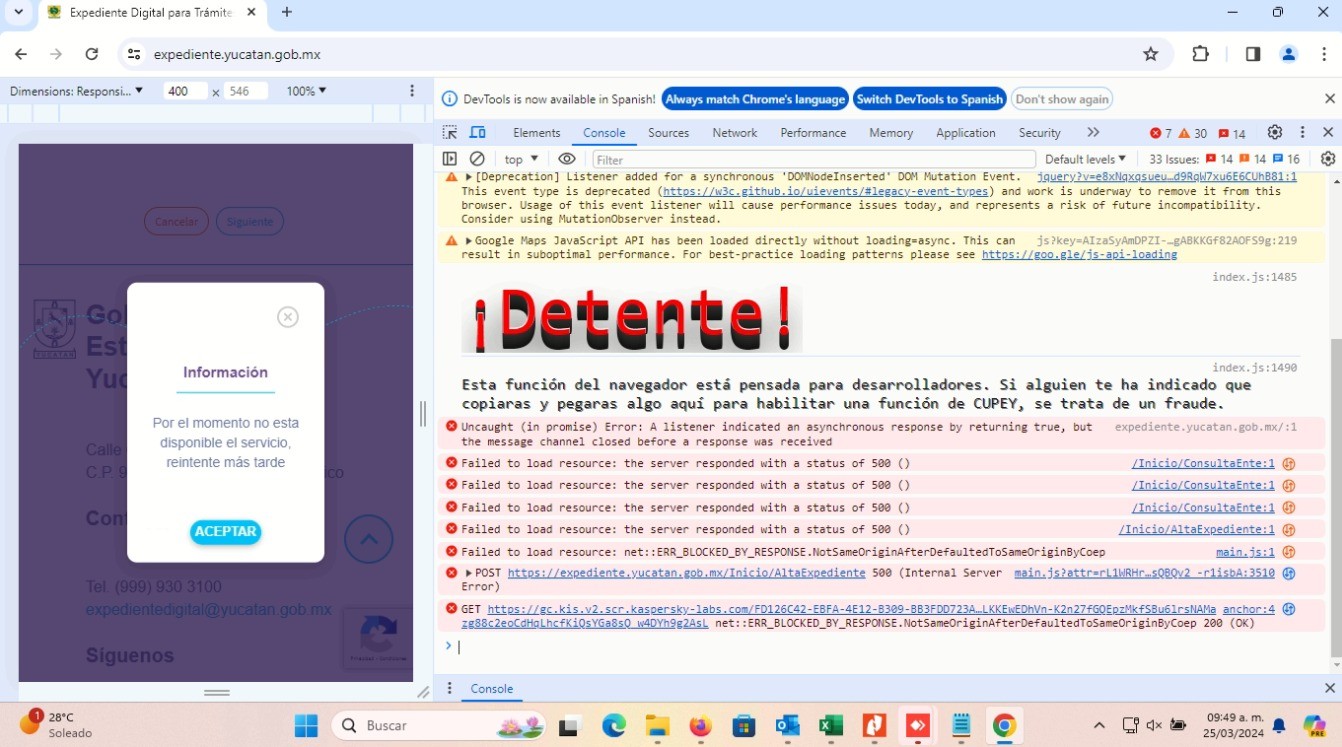 Expediente Digital para Trámite
expediente.yucatan.gob.mx
Dimensions: Responsi... 400 x 546 100%
DevTools is now available in Spanish! Always match Chrome's language Switch DevTools to Spanish Don't show again
Elements Console Sources Network Performance Memory Application Security 7 30 14
top Filter Default levels 33 Issues: 14 14 16
[Deprecation] Listener added for a synchronous 'DOMNodeInserted' DOM Mutation Event. jquery?v=e8xNqxqsueu…d9RqW7xu6E6CUhB81:1
This event type is deprecated (https://w3c.github.io/uievents/#legacy-event-types) and work is underway to remove it from this
browser. Usage of this event listener will cause performance issues today, and represents a risk of future incompatibility.
Consider using MutationObserver instead.
Google Maps JavaScript API has been loaded directly without loading=async. This can js?key=AIzaSyAmDPZI-…gABKKGf82AOFS9g:219
result in suboptimal performance. For best-practice loading patterns please see https://goo.gle/js-api-loading
index.js:1485
¡Detente!
index.js:1490
Esta función del navegador está pensada para desarrolladores. Si alguien te ha indicado que
copiaras y pegaras algo aquí para habilitar una función de CUPEY, se trata de un fraude.
Uncaught (in promise) Error: A listener indicated an asynchronous response by returning true, but expediente.yucatan.gob.mx/:1
the message channel closed before a response was received
Failed to load resource: the server responded with a status of 500 () /Inicio/ConsultaEnte:1
Failed to load resource: the server responded with a status of 500 () /Inicio/ConsultaEnte:1
Failed to load resource: the server responded with a status of 500 () /Inicio/ConsultaEnte:1
Failed to load resource: the server responded with a status of 500 () /Inicio/AltaExpediente:1
Failed to load resource: net::ERR_BLOCKED_BY_RESPONSE.NotSameOriginAfterDefaultedToSameOriginByCoep main.js:1
POST https://expediente.yucatan.gob.mx/Inicio/AltaExpediente 500 (Internal Server main.js?attr=rL1WRHr…sQBQv2_-r1isbA:3510
Error)
GET https://gc.kis.v2.scr.kaspersky-labs.com/FD126C42-EBFA-4E12-B309-BB3FDD723A…LKKEwEDhVn-K2n27fGQEpzMkfSBu6lrsNAMa anchor:4
zg88c2eoCdHqLhcfKiQsYGa8sQ_w4DYh9g2AsL net::ERR_BLOCKED_BY_RESPONSE.NotSameOriginAfterDefaultedToSameOriginByCoep 200 (OK)
Console
Cancelar Siguiente
YUCATÁN
Gol
Est
Yuc
Información
Por el momento no esta
disponible el servicio,
reintente más tarde
ACEPTAR
Calle
C.P. 9 co
Cont
Tel. (999) 930 3100
expedientedigital@yucatan.gob.mx
Siguenos
1 28°C
Soleado
Buscar
09:49 a. m.
25/03/2024
PRE